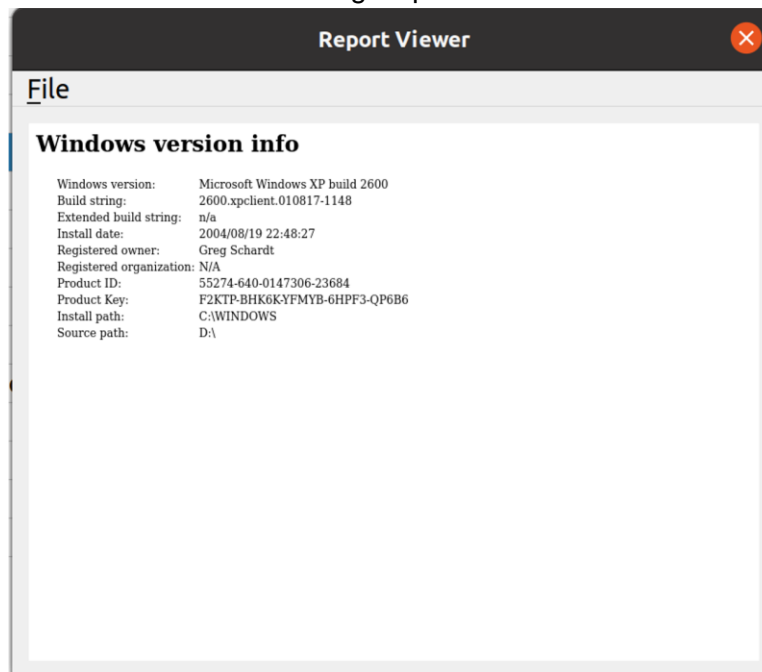 Report Viewer
File
Windows version info
Windows version: Microsoft Windows XP build 2600
Build string: 2600.xpclient.010817-1148
Extended build string: n/a
Install date: 2004/08/19 22:48:27
Registered owner: Greg Schardt
Registered organization: N/A
Product ID: 55274-640-0147306-23684
Product Key: F2KTP-BHK6K-YFMYB-6HPF3-QP6B6
Install path: C:\WINDOWS
Source path: D:\